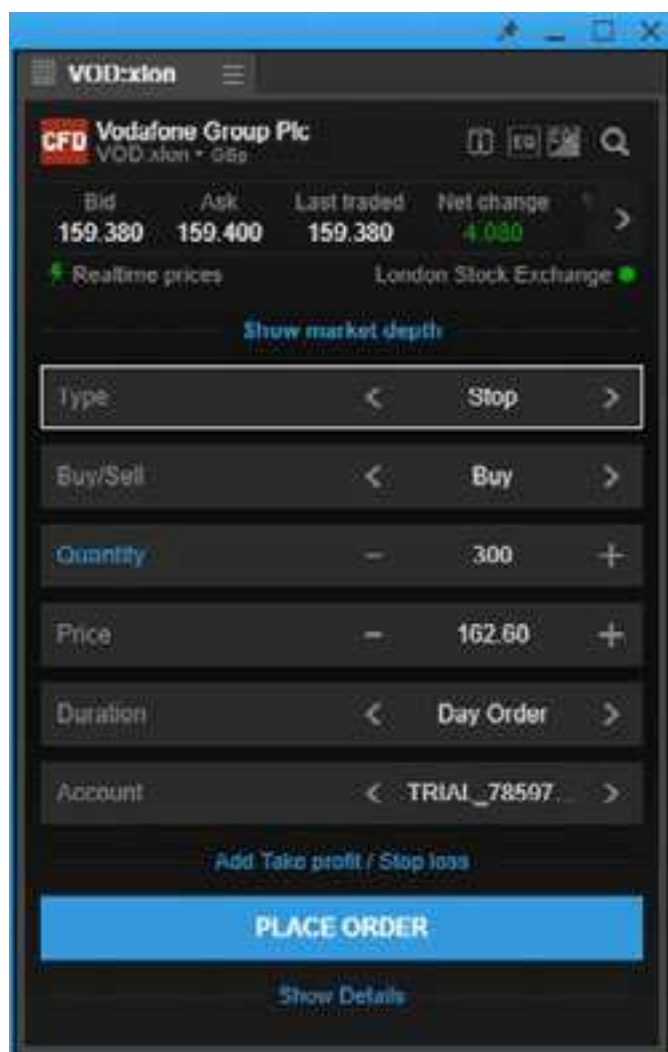 VOD:xlon
CFD Vodafone Group Plc
VOD:xlon • GBp
Bid Ask Last traded Net change
159.380 159.400 159.380 4.080
Realtime prices London Stock Exchange
Show market depth
Type < Stop >
Buy/Sell < Buy >
Quantity - 300 +
Price - 162.60 +
Duration < Day Order >
Account < TRIAL_78597... >
Add Take profit / Stop loss
PLACE ORDER
Show Details